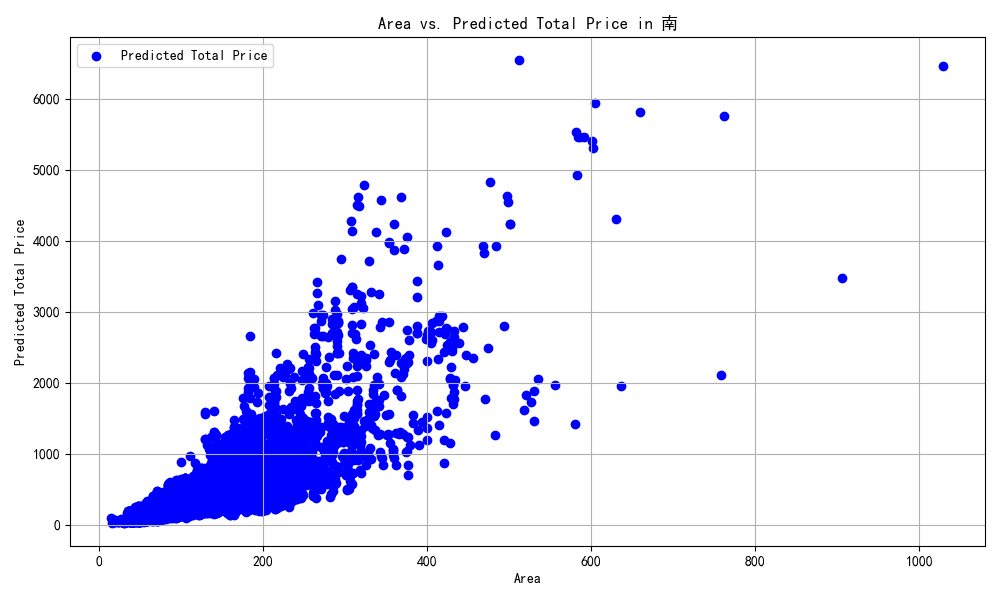 Area vs. Predicted Total Price in 南
Predicted Total Price
Predicted Total Price
6000
5000
4000
3000
2000
1000
0
0 200 400 600 800 1000
Area